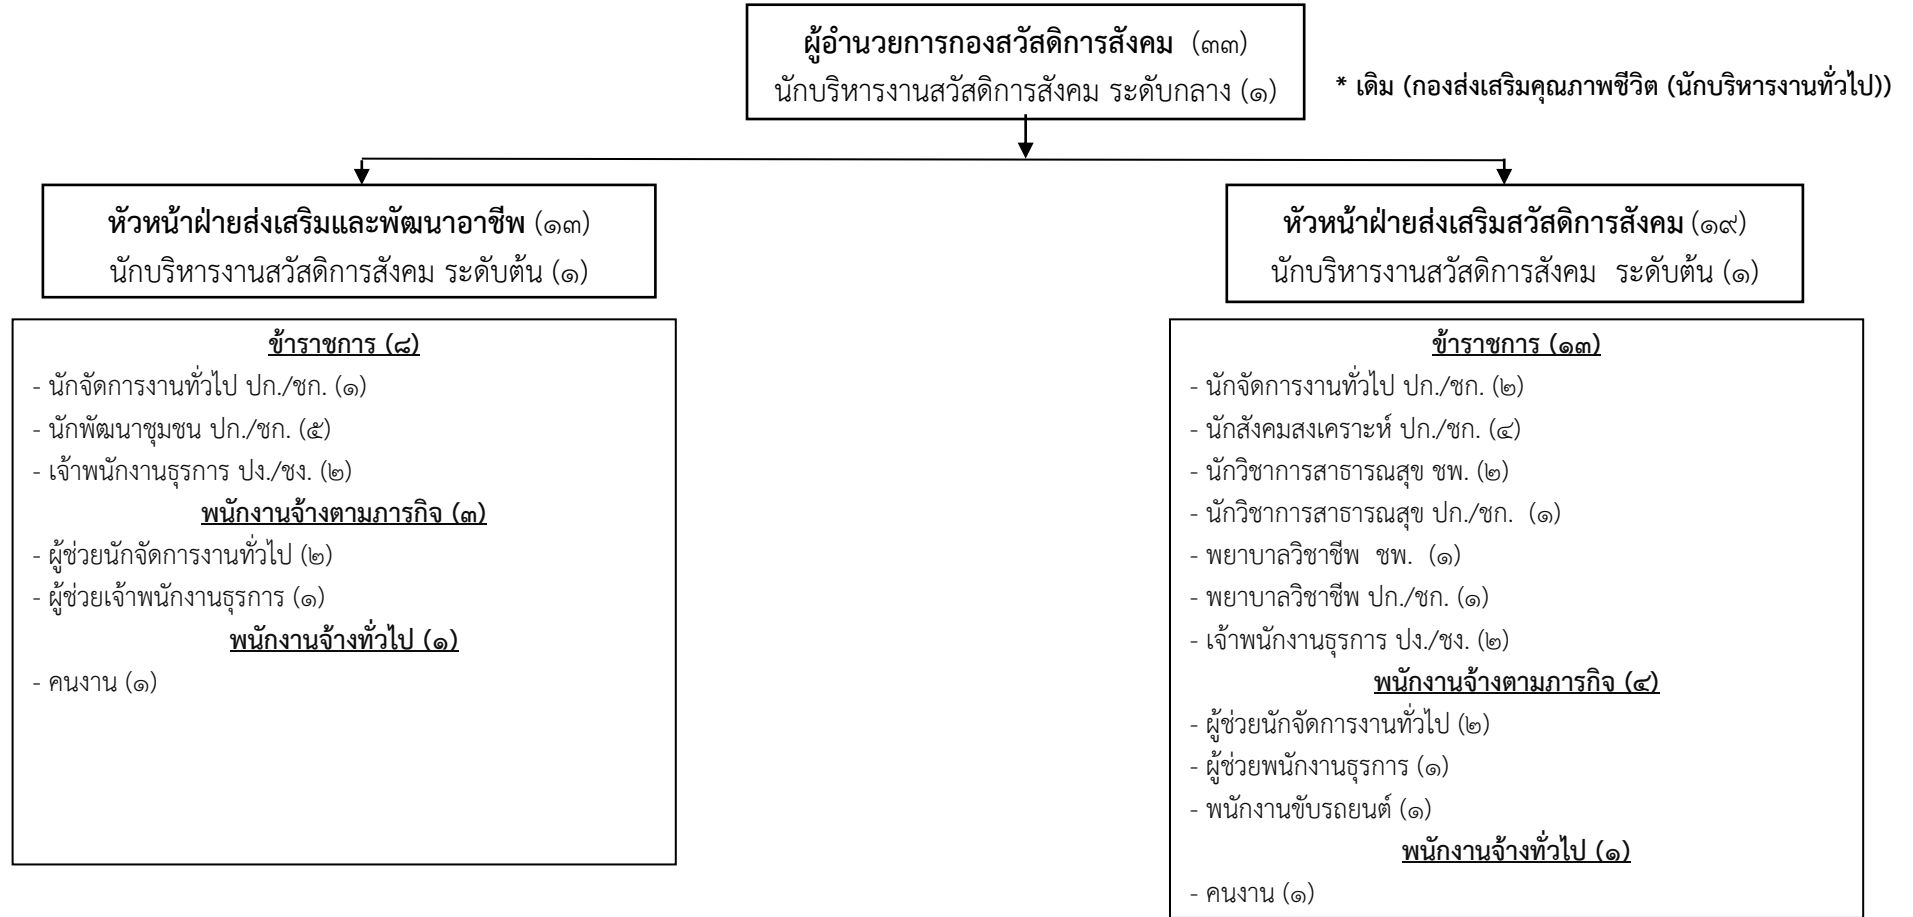 ผู้อำนวยการกองสวัสดิการสังคม (๓๓)
นักบริหารงานสวัสดิการสังคม ระดับกลาง (๑)
* เดิม (กองส่งเสริมคุณภาพชีวิต (นักบริหารงานทั่วไป))
หัวหน้าฝ่ายส่งเสริมและพัฒนาอาชีพ (๑๓)
นักบริหารงานสวัสดิการสังคม ระดับต้น (๑)
ข้าราชการ (๘)
- นักจัดการงานทั่วไป ปก./ชก. (๑)
- นักพัฒนาชุมชน ปก./ชก. (๕)
- เจ้าพนักงานธุรการ ปง./ชง. (๒)
พนักงานจ้างตามภารกิจ (๓)
- ผู้ช่วยนักจัดการงานทั่วไป (๒)
- ผู้ช่วยเจ้าพนักงานธุรการ (๑)
พนักงานจ้างทั่วไป (๑)
- คนงาน (๑)
หัวหน้าฝ่ายส่งเสริมสวัสดิการสังคม (๑๙)
นักบริหารงานสวัสดิการสังคม ระดับต้น (๑)
ข้าราชการ (๑๓)
- นักจัดการงานทั่วไป ปก./ชก. (๒)
- นักสังคมสงเคราะห์ ปก./ชก. (๔)
- นักวิชาการสาธารณสุข ชพ. (๒)
- นักวิชาการสาธารณสุข ปก./ชก. (๑)
- พยาบาลวิชาชีพ ชพ. (๑)
- พยาบาลวิชาชีพ ปก./ชก. (๑)
- เจ้าพนักงานธุรการ ปง./ชง. (๒)
พนักงานจ้างตามภารกิจ (๔)
- ผู้ช่วยนักจัดการงานทั่วไป (๒)
- ผู้ช่วยพนักงานธุรการ (๑)
- พนักงานขับรถยนต์ (๑)
พนักงานจ้างทั่วไป (๑)
- คนงาน (๑)